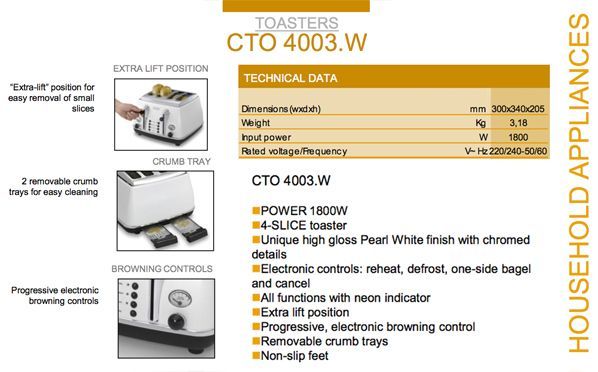 TOASTERS
CTO 4003.W
EXTRA LIFT POSITION
"Extra-lift" position for
easy removal of small
slices
CRUMB TRAY
2 removable crumb
trays for easy cleaning
BROWNING CONTROLS
Progressive electronic
browning controls
TECHNICAL DATA
Dimensions (wxdxh) mm 300x340x205
Weight Kg 3,18
Input power W 1800
Rated voltage/Frequency V~ Hz 220/240-50/60
CTO 4003.W
■POWER 1800W
■4-SLICE toaster
■Unique high gloss Pearl White finish with chromed
details
■Electronic controls: reheat, defrost, one-side bagel
and cancel
■All functions with neon indicator
■Extra lift position
■Progressive, electronic browning control
■Removable crumb trays
■Non-slip feet
HOUSEHOLD APPLIANCES